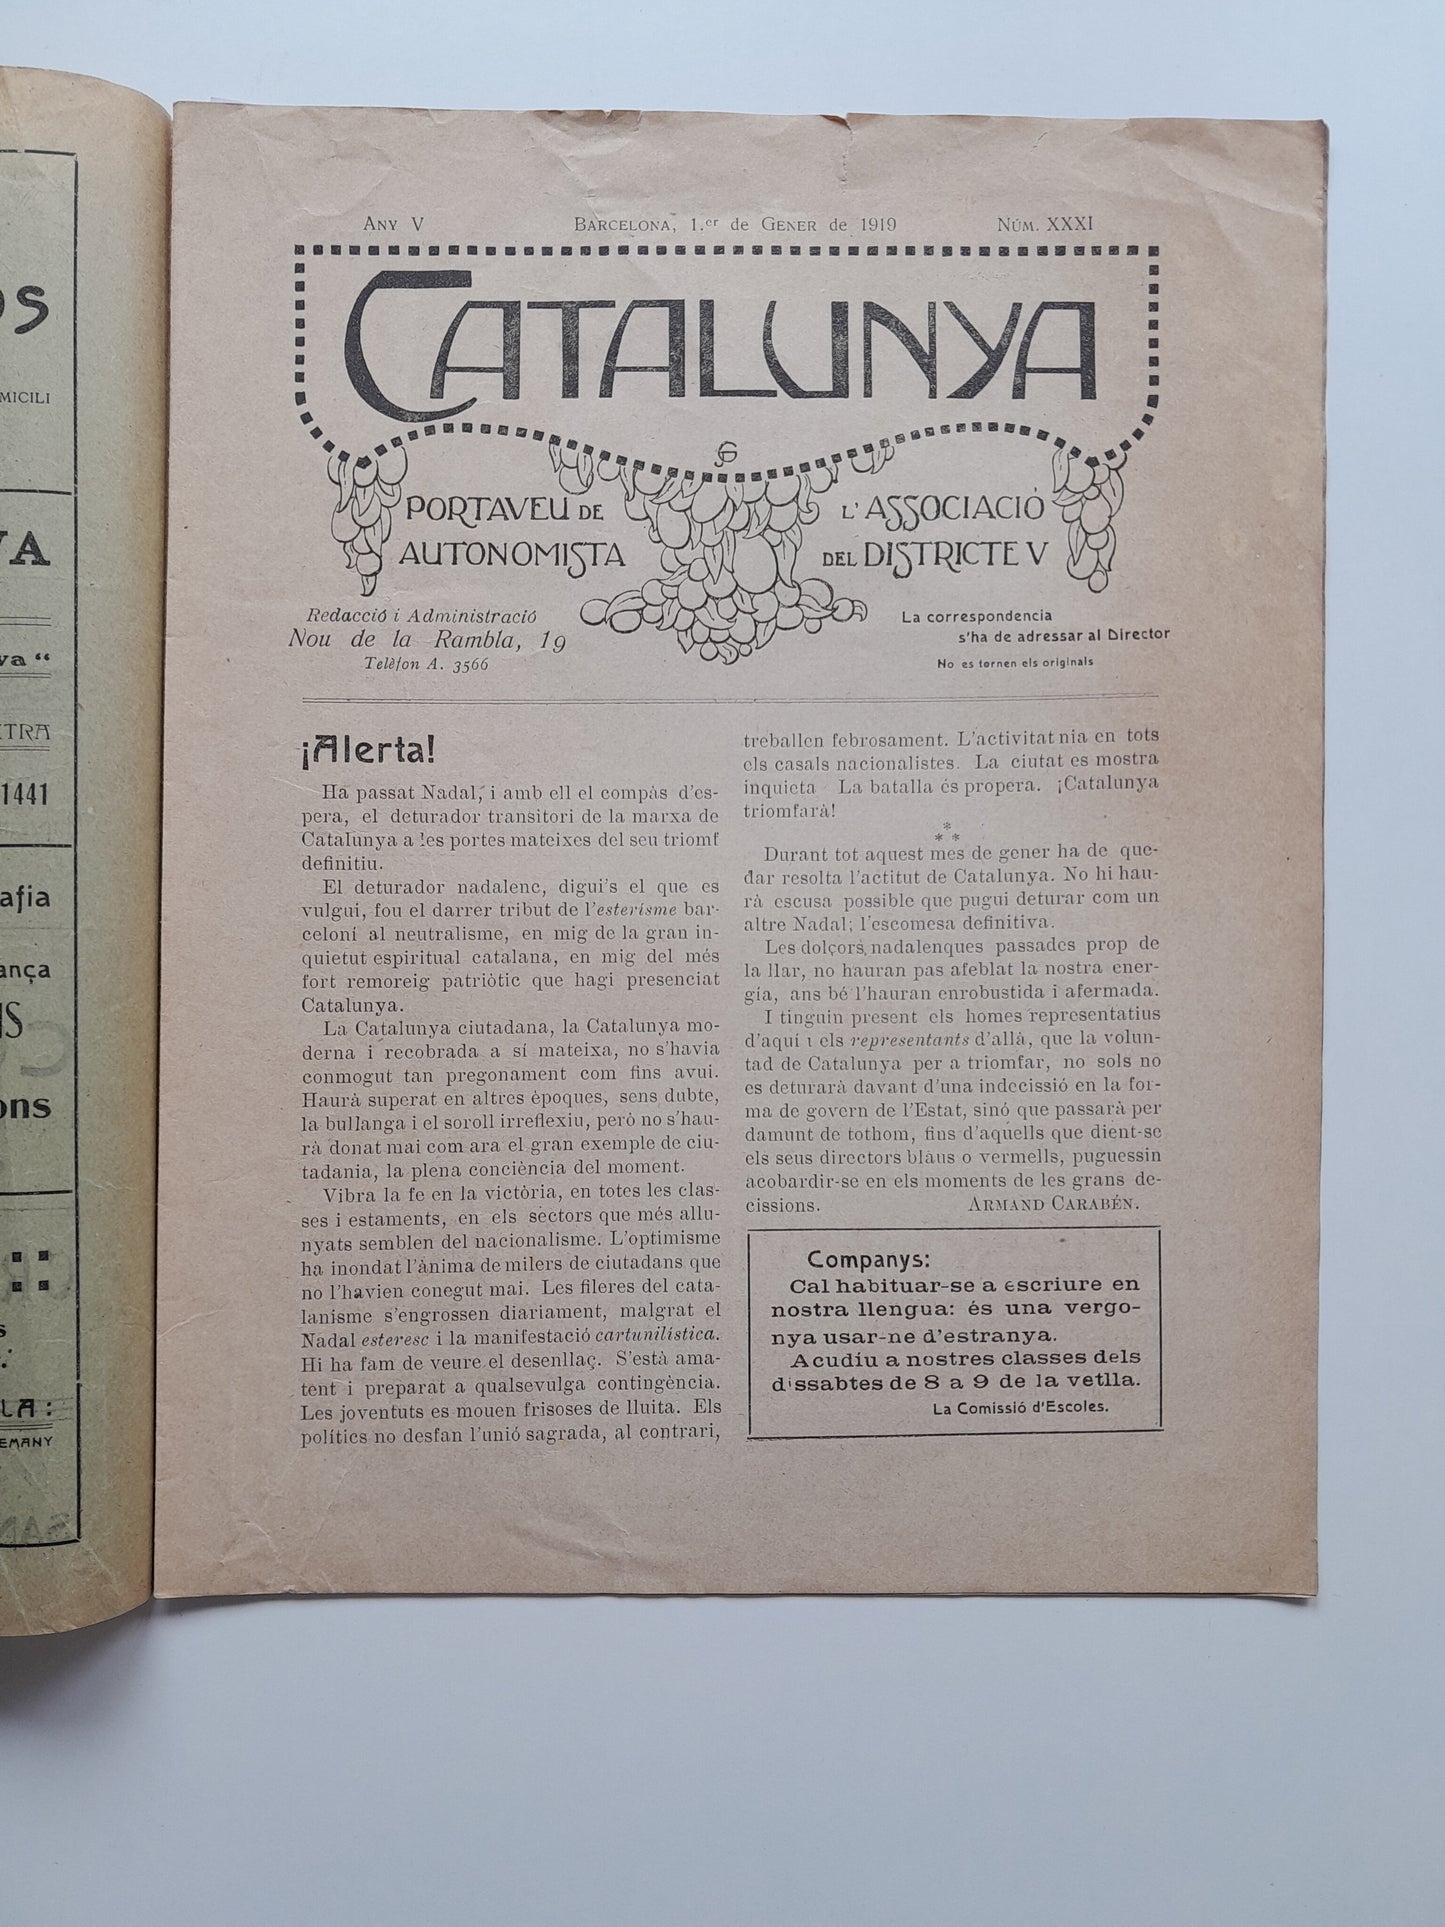 OS
MICILI
VA
va “
XTRA
1441
afia
ança
NS
ons
s
LA :
EMANY
Any V
Barcelona, 1.er de Gener de 1919
Núm. XXXI
CATALUNYA
PORTAVEU DE L'ASSOCIACIÓ
AUTONOMISTA DEL DISTRICTE V
Redacció i Administració
Nou de la Rambla, 19
Telèfon A. 3566
La correspondencia
s'ha de adressar al Director
No es tornen els originals
¡Alerta!
Ha passat Nadal, i amb ell el compàs d'es-
pera, el deturador transitori de la marxa de
Catalunya a les portes mateixes del seu triomf
definitiu.
El deturador nadalenc, digui's el que es
vulgui, fou el darrer tribut de l'esterisme bar-
celoní al neutralisme, en mig de la gran in-
quietut espiritual catalana, en mig del més
fort remoreig patriòtic que hagi presenciat
Catalunya.
La Catalunya ciutadana, la Catalunya mo-
derna i recobrada a sí mateixa, no s'havia
conmogut tan pregonament com fins avui.
Haurà superat en altres èpoques, sens dubte,
la bullanga i el soroll irreflexiu, però no s'hau-
rà donat mai com ara el gran exemple de ciu-
tadania, la plena conciència del moment.
Vibra la fe en la victòria, en totes les clas-
ses i estaments, en els sectors que més allu-
nyats semblen del nacionalisme. L'optimisme
ha inondat l'ànima de milers de ciutadans que
no l'havien conegut mai. Les fileres del cata-
lanisme s'engrossen diariament, malgrat el
Nadal esteresc i la manifestació cartunilística.
Hi ha fam de veure el desenllaç. S'està ama-
tent i preparat a qualsevulga contingència.
Les joventuts es mouen frisoses de lluita. Els
polítics no desfan l'unió sagrada, al contrari,
treballen febrosament. L'activitat nia en tots
els casals nacionalistes. La ciutat es mostra
inquieta La batalla és propera. ¡Catalunya
triomfarà!
*
* *
Durant tot aquest mes de gener ha de que-
dar resolta l'actitut de Catalunya. No hi hau-
rà escusa possible que pugui deturar com un
altre Nadal; l'escomesa definitiva.
Les dolçors nadalenques passades prop de
la llar, no hauran pas afeblat la nostra ener-
gía, ans bé l'hauran enrobustida i afermada.
I tinguin present els homes representatius
d'aquí i els representants d'allà, que la volun-
tad de Catalunya per a triomfar, no sols no
es deturarà davant d'una indecissió en la for-
ma de govern de l'Estat, sinó que passarà per
damunt de tothom, fins d'aquells que dient-se
els seus directors blaus o vermells, puguessin
acobardir-se en els moments de les grans de-
cissions. Armand Carabén.
Companys:
Cal habituar-se a escriure en
nostra llengua: és una vergo-
nya usar-ne d'estranya.
Acudiu a nostres classes dels
dissabtes de 8 a 9 de la vetlla.
La Comissió d'Escoles.